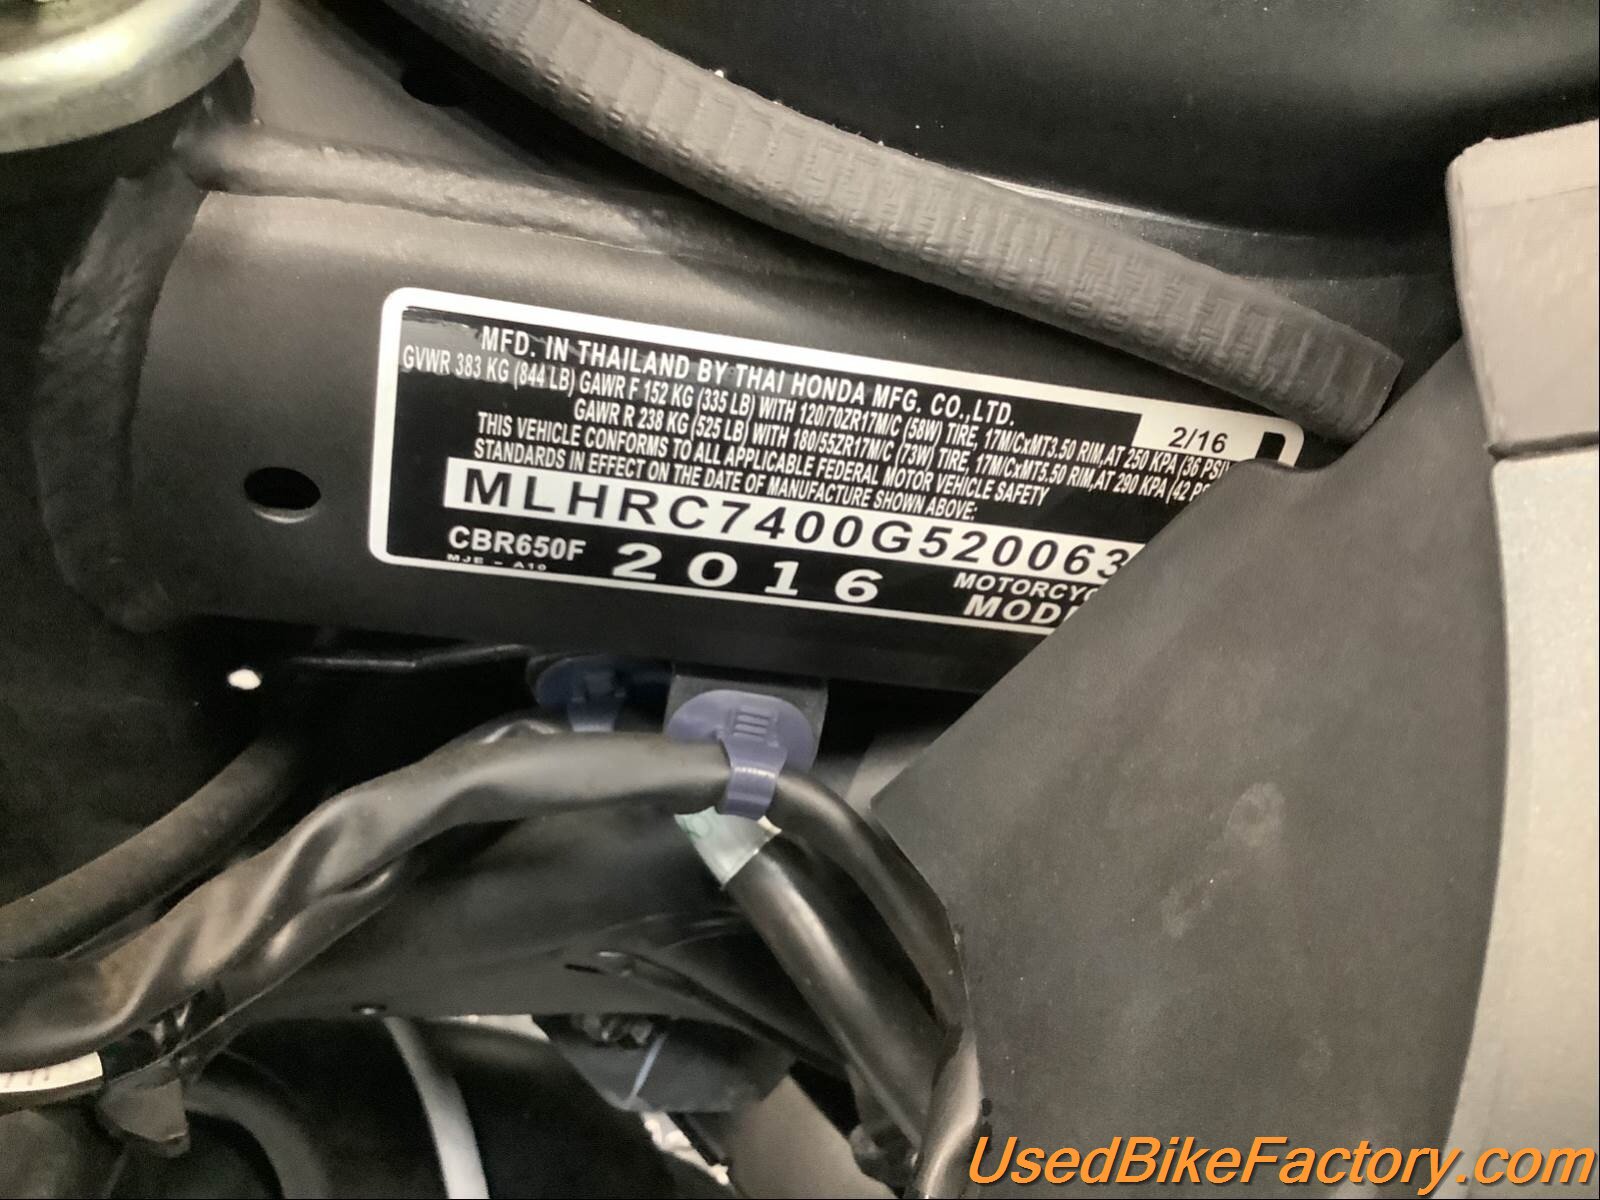 MFD. IN THAILAND BY THAI HONDA MFG. CO.,LTD.
2/16
GVWR 383 KG (844 LB) GAWR F 152 KG (335 LB) WITH 120/70ZR17M/C (58W) TIRE, 17M/CxMT3.50 RIM,AT 250 KPA (36 PSI)
GAWR R 238 KG (525 LB) WITH 180/55ZR17M/C (73W) TIRE, 17M/CxMT5.50 RIM,AT 290 KPA (42 PS
THIS VEHICLE CONFORMS TO ALL APPLICABLE FEDERAL MOTOR VEHICLE SAFETY
STANDARDS IN EFFECT ON THE DATE OF MANUFACTURE SHOWN ABOVE:
MLHRC7400G520063
CBR650F 2016 MOTORCYC
MJE - A10 MODE
UsedBikeFactory.com